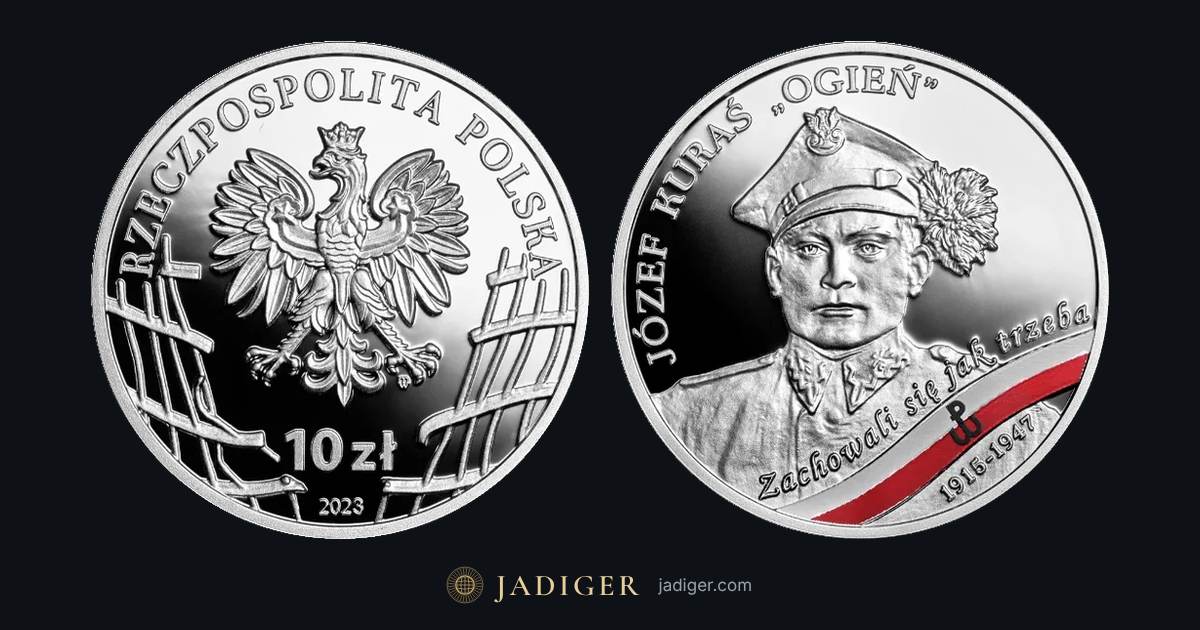 RZECZPOSPOLITA POLSKA
10 zł
2023
JÓZEF KURAŚ „OGIEŃ”
Zachowali się jak trzeba
1915-1947
JADIGER jadiger.com